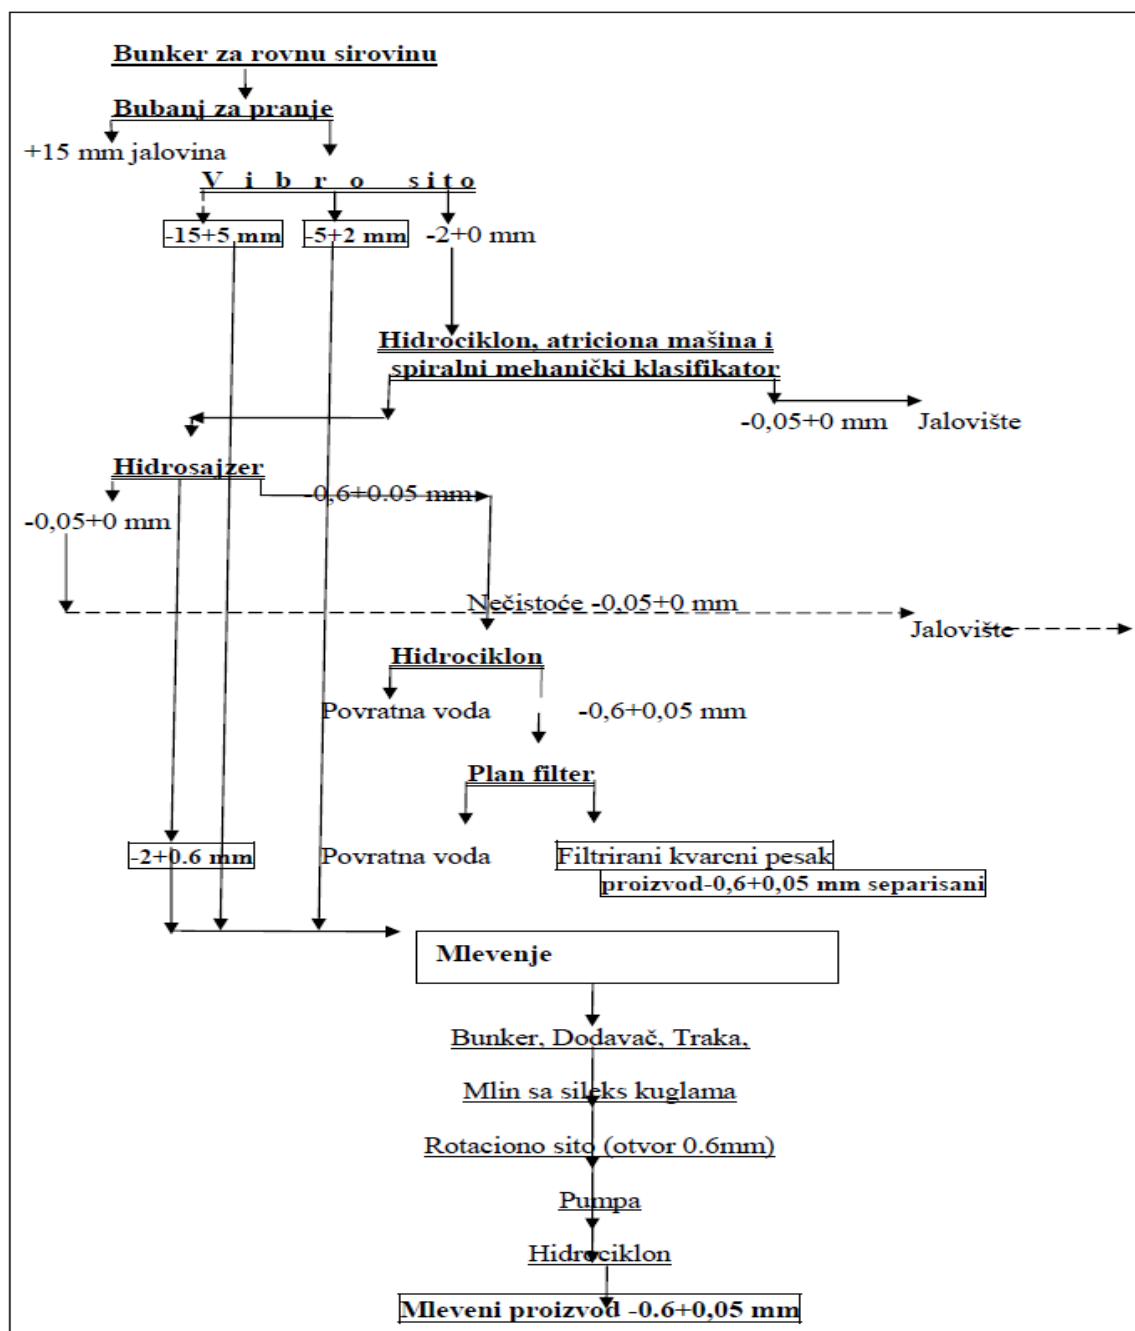 Bunker za rovnu sirovinu
Bubanj za pranje
+15 mm jalovina
V i b r o sito
-15+5 mm -5+2 mm -2+0 mm
Hidrociklon, atriciona mašina i
spiralni mehanički klasifikator
-0,05+0 mm Jalovište
Hidrosajzer
-0,6+0.05 mm
-0,05+0 mm
Nečistoće -0,05+0 mm
Jalovište
Hidrociklon
Povratna voda -0,6+0,05 mm
Plan filter
-2+0.6 mm Povratna voda Filtrirani kvarcni pesak
proizvod-0,6+0,05 mm separisani
Mlevenje
Bunker, Dodavač, Traka,
Mlin sa sileks kuglama
Rotaciono sito (otvor 0.6mm)
Pumpa
Hidrociklon
Mleveni proizvod -0.6+0,05 mm